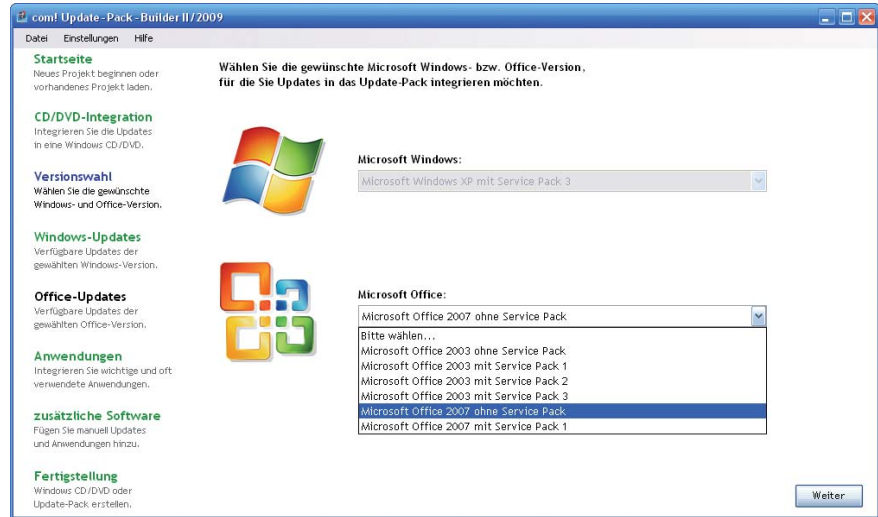 com! Update-Pack-Builder II/2009
Datei Einstellungen Hilfe
Startseite
Neues Projekt beginnen oder
vorhandenes Projekt laden.
CD/DVD-Integration
Integrieren Sie die Updates
in eine Windows CD/DVD.
Versionswahl
Wählen Sie die gewünschte
Windows- und Office-Version.
Windows-Updates
Verfügbare Updates der
gewählten Windows-Version.
Office-Updates
Verfügbare Updates der
gewählten Office-Version.
Anwendungen
Integrieren Sie wichtige und oft
verwendete Anwendungen.
zusätzliche Software
Fügen Sie manuell Updates
und Anwendungen hinzu.
Fertigstellung
Windows CD/DVD oder
Update-Pack erstellen.
Wählen Sie die gewünschte Microsoft Windows- bzw. Office-Version,
für die Sie Updates in das Update-Pack integrieren möchten.
Microsoft Windows:
Microsoft Windows XP mit Service Pack 3
Microsoft Office:
Microsoft Office 2007 ohne Service Pack
Bitte wählen...
Microsoft Office 2003 ohne Service Pack
Microsoft Office 2003 mit Service Pack 1
Microsoft Office 2003 mit Service Pack 2
Microsoft Office 2003 mit Service Pack 3
Microsoft Office 2007 ohne Service Pack
Microsoft Office 2007 mit Service Pack 1
Weiter